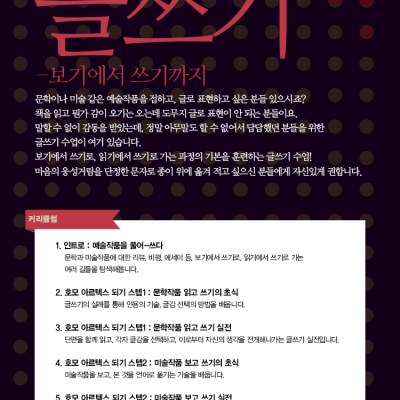 글쓰기
-보기에서 쓰기까지
문학이나 미술 같은 예술작품을 접하고, 글로 표현하고 싶은 분들 있으시죠?
책을 읽고 뭔가 감이 오기는 오는데 도무지 글로 표현이 안 되는 분들이요.
말할 수 없이 감동을 받았는데, 정말 아무말도 할 수 없어서 답답했던 분들을 위한
글쓰기 수업이 여기 있습니다.
보기에서 쓰기로, 읽기에서 쓰기로 가는 과정의 기본을 훈련하는 글쓰기 수업!
마음의 웅성거림을 단정한 문자로 종이 위에 옮겨 적고 싶으신 분들에게 자신있게 권합니다.
커리큘럼
1. 인트로 : 예술작품을 풀어-쓰다
문학과 미술작품에 대한 리뷰, 비평, 에세이 등, 보기에서 쓰기로, 읽기에서 쓰기로 가는
여러 길들을 탐색해봅니다.
2. 호모 아르텍스 되기 스텝1 : 문학작품 읽고 쓰기의 초식
글쓰기의 실례를 통해 인용의 기술, 글감 선택의 방법을 배웁니다.
3. 호모 아르텍스 되기 스텝1 : 문학작품 읽고 쓰기 실전
단편을 함께 읽고, 각자 글감을 선택하고, 이로부터 자신의 생각을 전개해나가는 글쓰기 실전입니다.
4. 호모 아르텍스 되기 스텝2 : 미술작품 보고 쓰기의 초식
미술작품을 보고, 본 것을 언어로 옮기는 기술을 배웁니다.
5. 호모 아르텍스 되기 스텝2 : 미술작품 보고 쓰기 실전